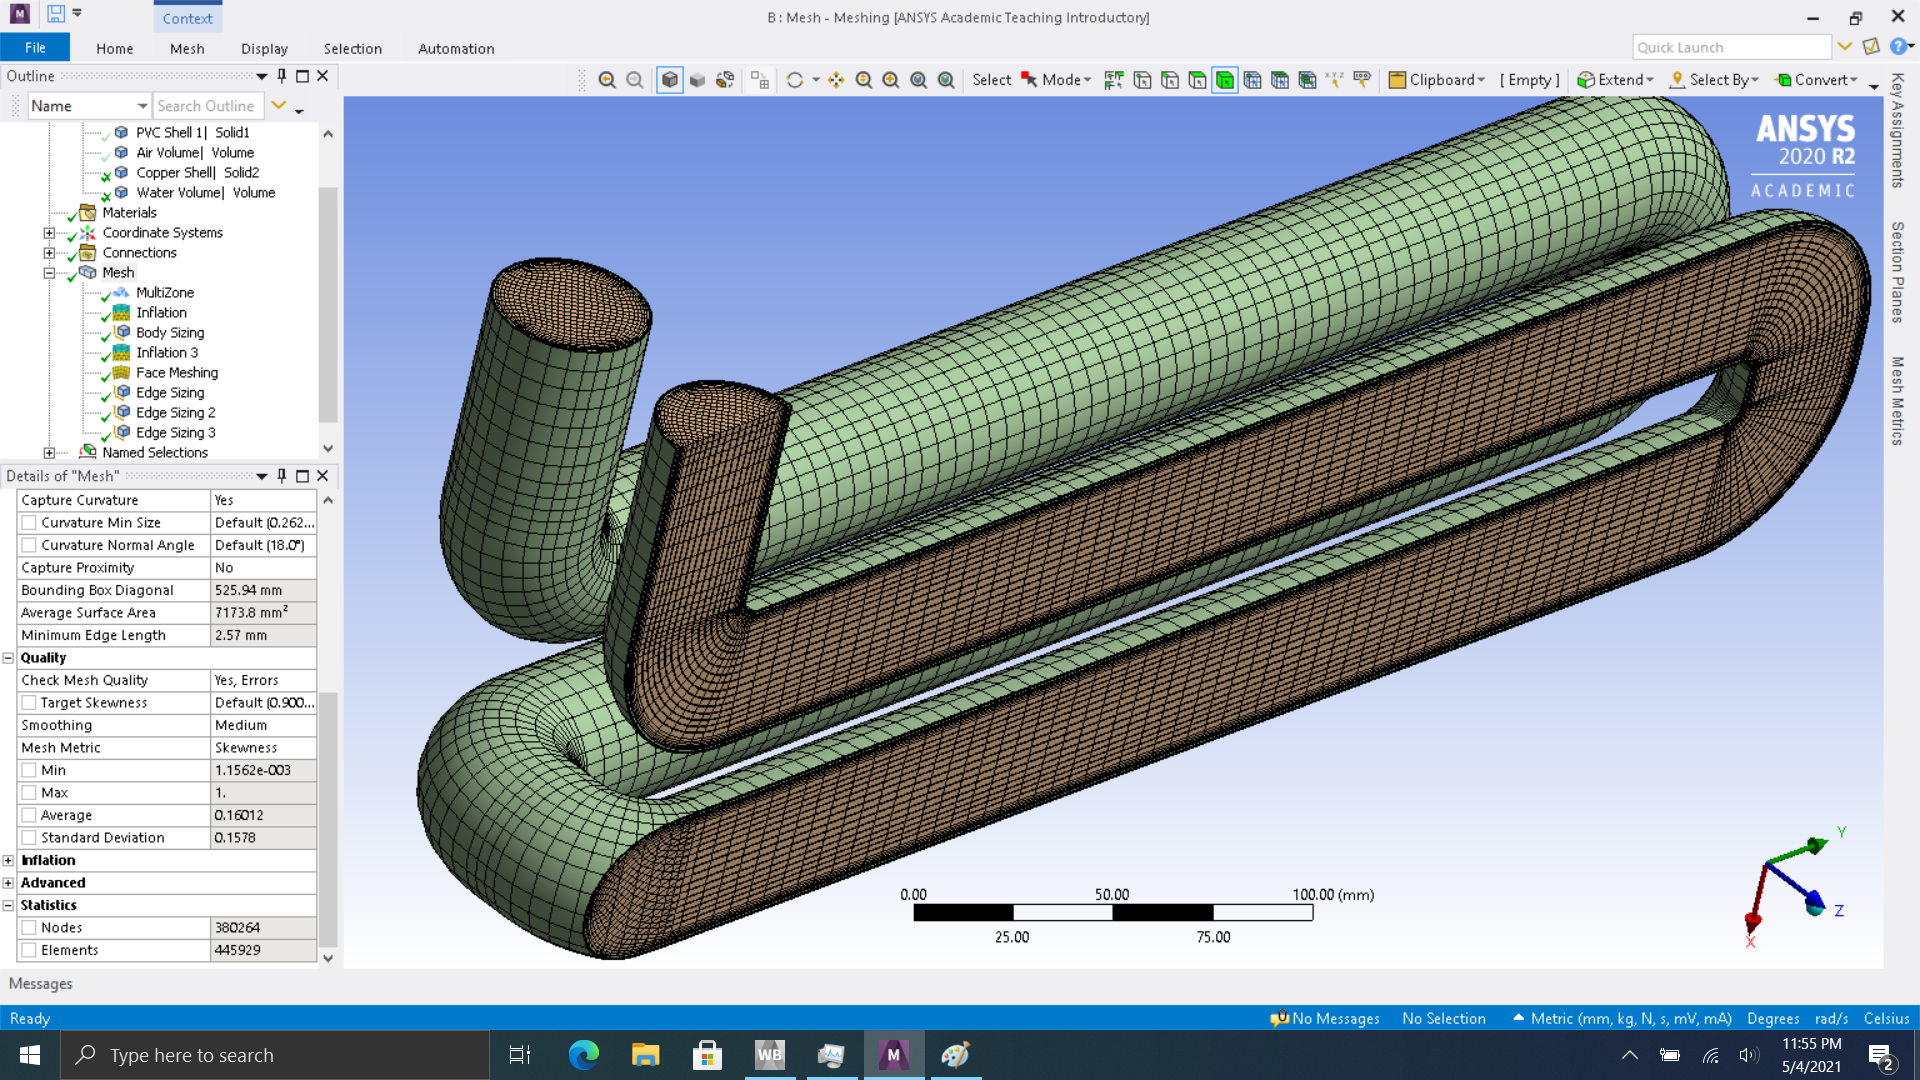 Context
B : Mesh - Meshing [ANSYS Academic Teaching Introductory]
File
Home
Mesh
Display
Selection
Automation
Quick Launch
Outline
Select
Mode
Clipboard
[ Empty ]
Extend
Select By
Convert
Name
Search Outline
PVC Shell 1| Solid1
Air Volume| Volume
Copper Shell| Solid2
Water Volume| Volume
Materials
Coordinate Systems
Connections
Mesh
MultiZone
Inflation
Body Sizing
Inflation 3
Face Meshing
Edge Sizing
Edge Sizing 2
Edge Sizing 3
Named Selections
Details of "Mesh"
Capture Curvature Yes
Curvature Min Size Default (0.262...
Curvature Normal Angle Default (18.0°)
Capture Proximity No
Bounding Box Diagonal 525.94 mm
Average Surface Area 7173.8 mm²
Minimum Edge Length 2.57 mm
Quality
Check Mesh Quality Yes, Errors
Target Skewness Default (0.900...
Smoothing Medium
Mesh Metric Skewness
Min 1.1562e-003
Max 1.
Average 0.16012
Standard Deviation 0.1578
Inflation
Advanced
Statistics
Nodes 380264
Elements 445929
ANSYS
2020 R2
ACADEMIC
Key Assignments
Section Planes
Mesh Metrics
0.00 50.00 100.00 (mm)
25.00 75.00
Y
Z
X
Messages
Ready
0
No Messages
No Selection
Metric (mm, kg, N, s, mV, mA)
Degrees
rad/s
Celsius
Type here to search
WB
M
11:55 PM
5/4/2021
2